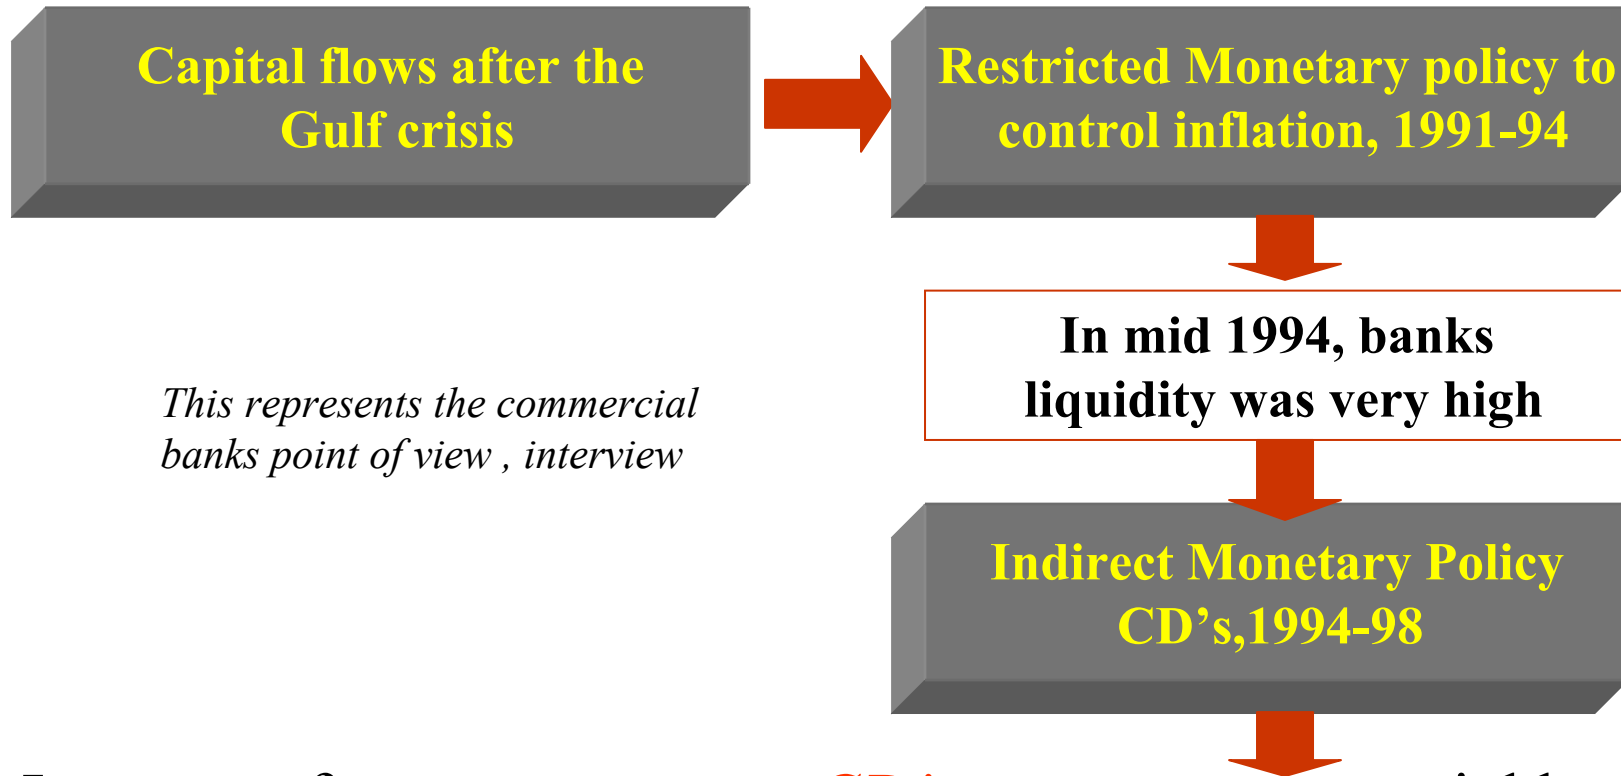 Capital flows after the
Gulf crisis
Restricted Monetary policy to
control inflation, 1991-94
In mid 1994, banks
liquidity was very high
This represents the commercial
banks point of view , interview
Indirect Monetary Policy
CD’s,1994-98